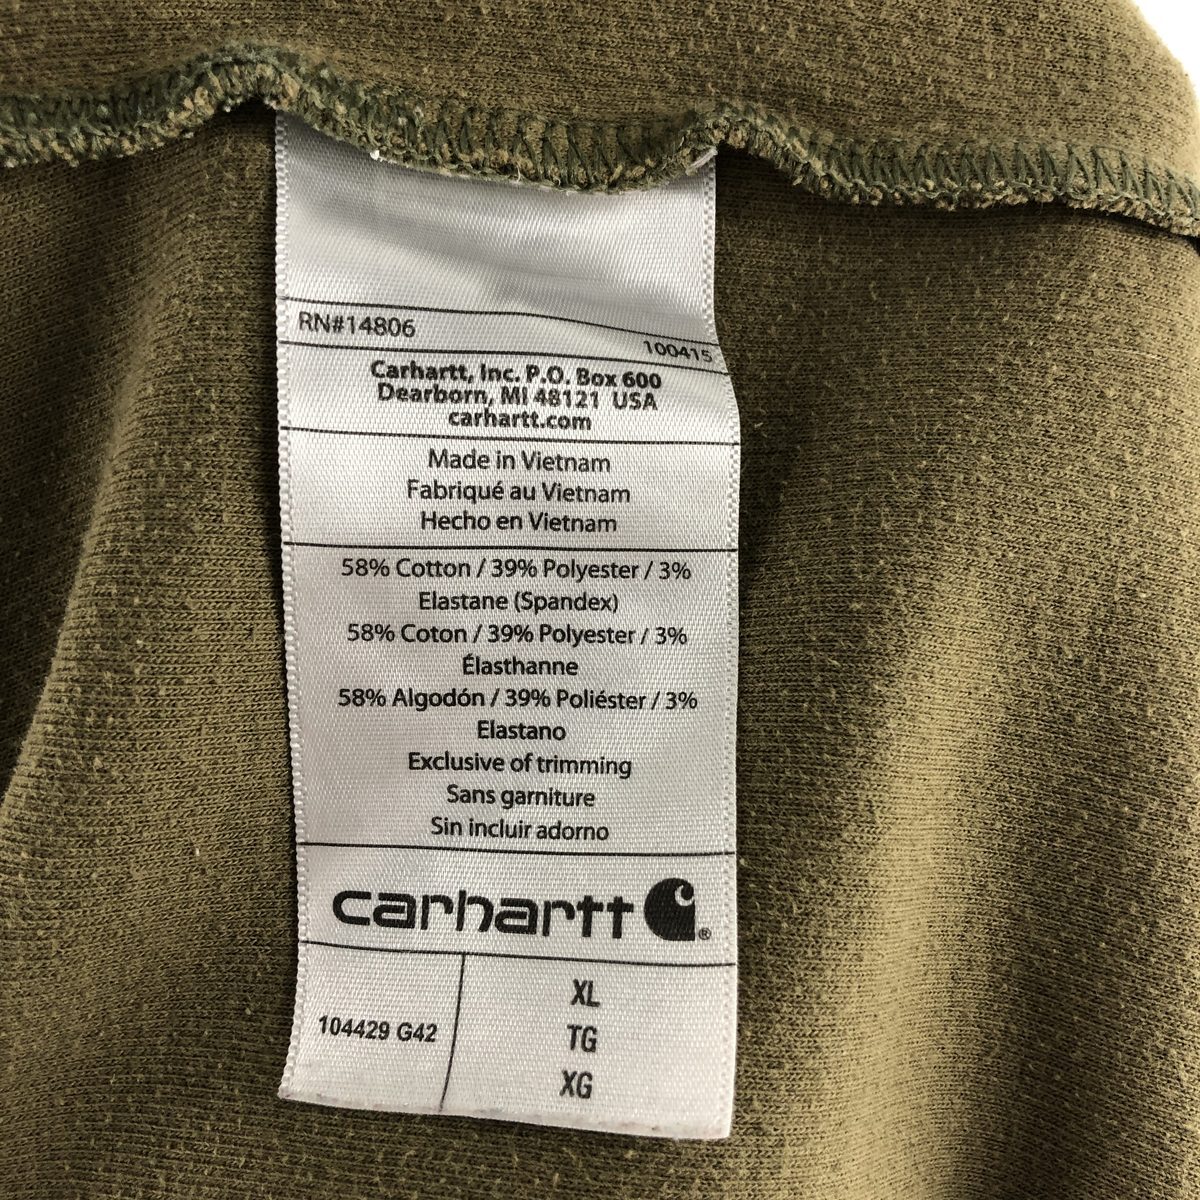 RN#14806
100415
Carhartt, Inc. P.O. Box 600
Dearborn, MI 48121 USA
carhartt.com
Made in Vietnam
Fabriqué au Vietnam
Hecho en Vietnam
58% Cotton / 39% Polyester / 3%
Elastane (Spandex)
58% Coton / 39% Polyester / 3%
Élasthanne
58% Algodón / 39% Poliéster / 3%
Elastano
Exclusive of trimming
Sans garniture
Sin incluir adorno
carhartt ®
104429 G42
XL
TG
XG